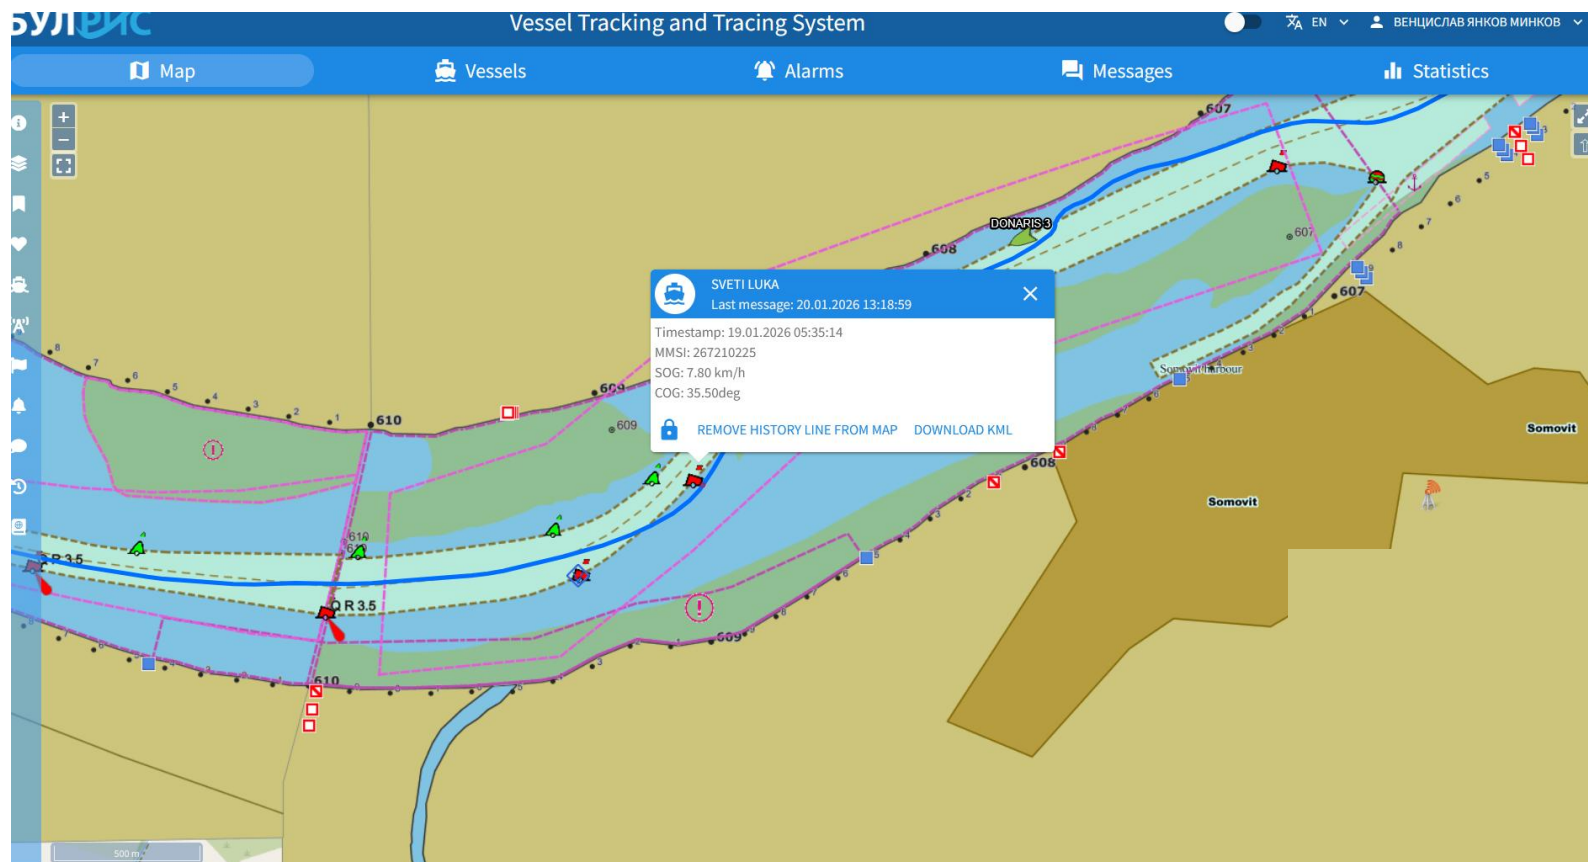 БУЛРИС
Vessel Tracking and Tracing System
EN
ВЕНЦИСЛАВ ЯНКОВ МИНКОВ
Map
Vessels
Alarms
Messages
Statistics
607
DONARIS 3
608
607
607
SVETI LUKA
Last message: 20.01.2026 13:18:59
Timestamp: 19.01.2026 05:35:14
MMSI: 267210225
SOG: 7.80 km/h
COG: 35.50deg
REMOVE HISTORY LINE FROM MAP
DOWNLOAD KML
609
609
610
Somovit harbour
Somovit
608
Somovit
610
R 3.5
Q R 3.5
609
610
500 m